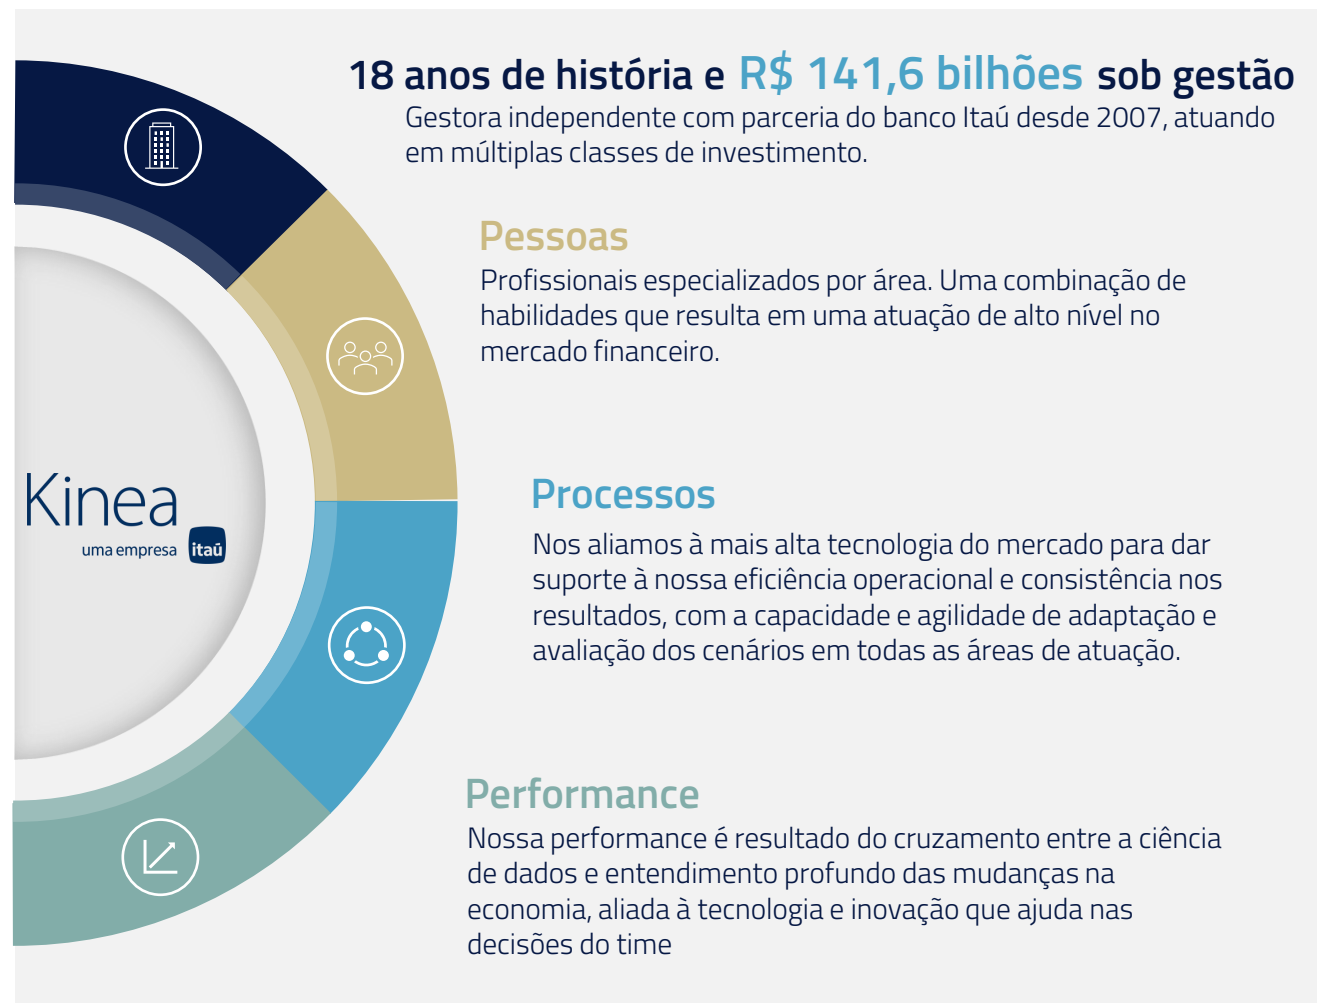 18 anos de história e R$ 141,6 bilhões sob gestão
Gestora independente com parceria do banco Itaú desde 2007, atuando
em múltiplas classes de investimento.
Pessoas
Profissionais especializados por área. Uma combinação de
habilidades que resulta em uma atuação de alto nível no
mercado financeiro.
Kinea
uma empresa itaú
Processos
Nos aliamos à mais alta tecnologia do mercado para dar
suporte à nossa eficiência operacional e consistência nos
resultados, com a capacidade e agilidade de adaptação e
avaliação dos cenários em todas as áreas de atuação.
Performance
Nossa performance é resultado do cruzamento entre a ciência
de dados e entendimento profundo das mudanças na
economia, aliada à tecnologia e inovação que ajuda nas
decisões do time